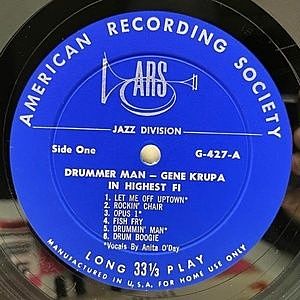 AMERICAN RECORDING SOCIETY
ARS
JAZZ DIVISION
Side One
G-427-A
DRUMMER MAN — GENE KRUPA
IN HIGHEST FI
1. LET ME OFF UPTOWN*
2. ROCKIN' CHAIR
3. OPUS 1*
4. FISH FRY
5. DRUMMIN' MAN*
6. DRUM BOOGIE
*Vocals By Anita O'Day
LONG 33⅓ PLAY
MANUFACTURED IN U.S.A. FOR HOME USE ONLY